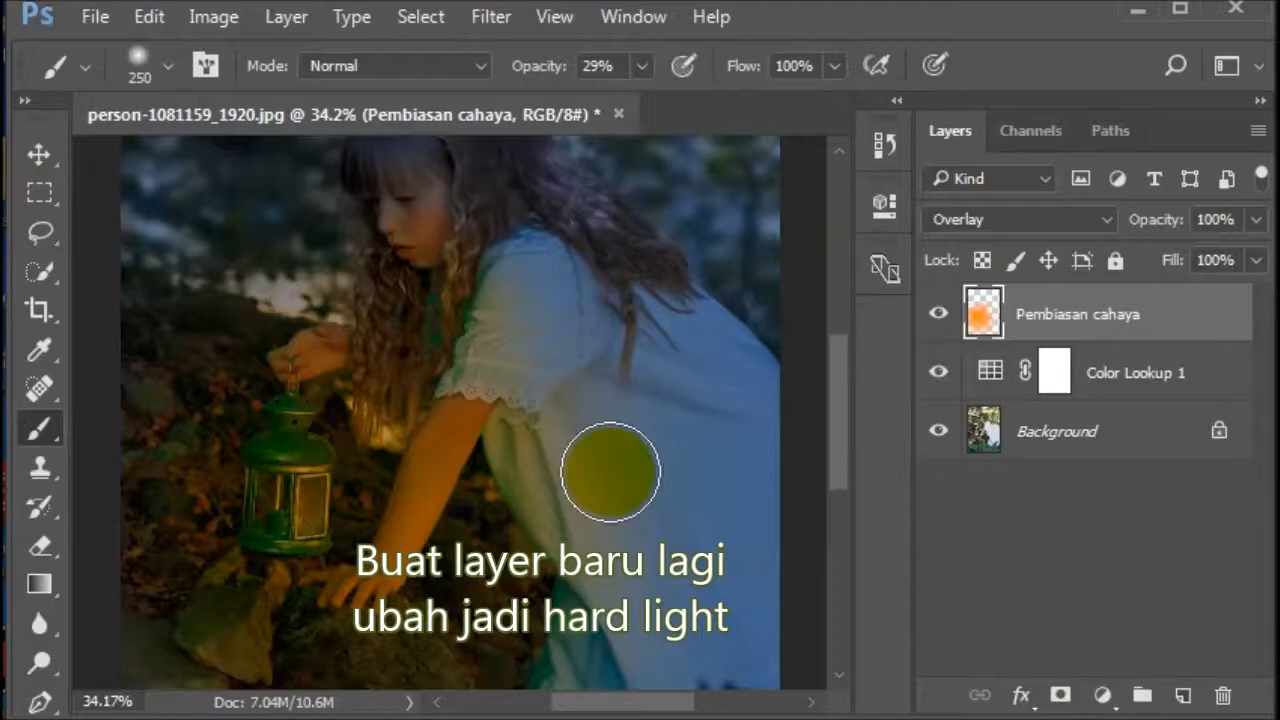 Ps File Edit Image Layer Type Select Filter View Window Help
250 Mode: Normal Opacity: 29% Flow: 100%
person-1081159_1920.jpg @ 34.2% (Pembiasan cahaya, RGB/8#) *
Layers Channels Paths
Kind
Overlay Opacity: 100%
Lock: Fill: 100%
Pembiasan cahaya
Color Lookup 1
Background
Buat layer baru lagi
ubah jadi hard light
fx
34.17% Doc: 7.04M/10.6M